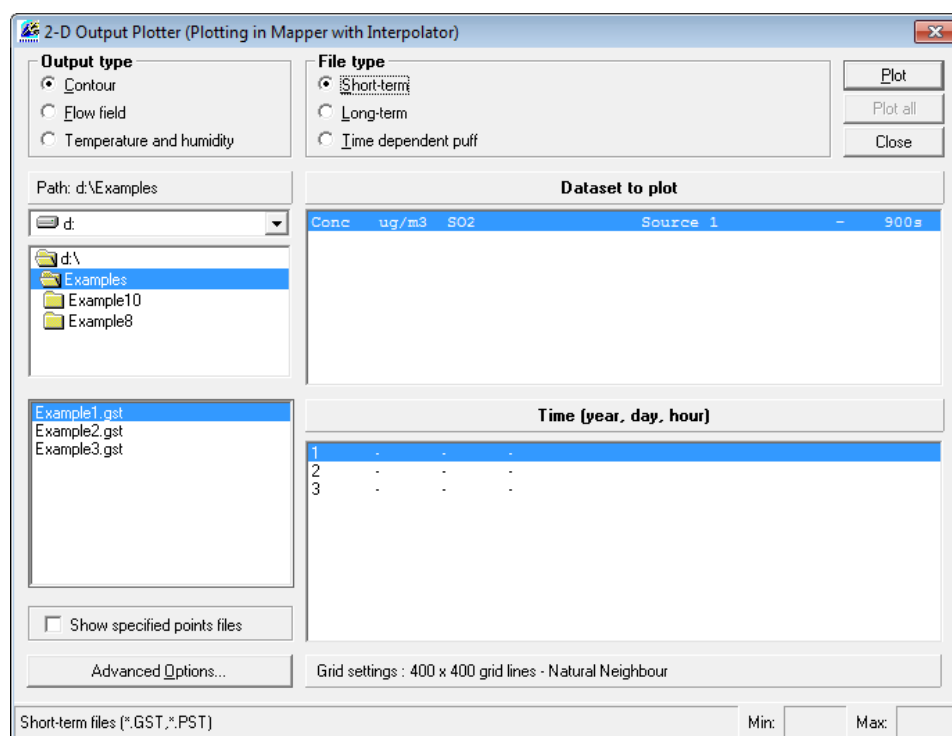 2-D Output Plotter (Plotting in Mapper with Interpolator)
Output type
Contour
Flow field
Temperature and humidity
File type
Short-term
Long-term
Time dependent puff
Plot
Plot all
Close
Path: d:\Examples
d:
d:\
Examples
Example10
Example8
Dataset to plot
Conc ug/m3 SO2 Source 1 - 900s
Example1.gst
Example2.gst
Example3.gst
Time (year, day, hour)
1 - - -
2 - - -
3 - - -
Show specified points files
Advanced Options...
Grid settings : 400 x 400 grid lines - Natural Neighbour
Short-term files (*.GST,*.PST)
Min:
Max: